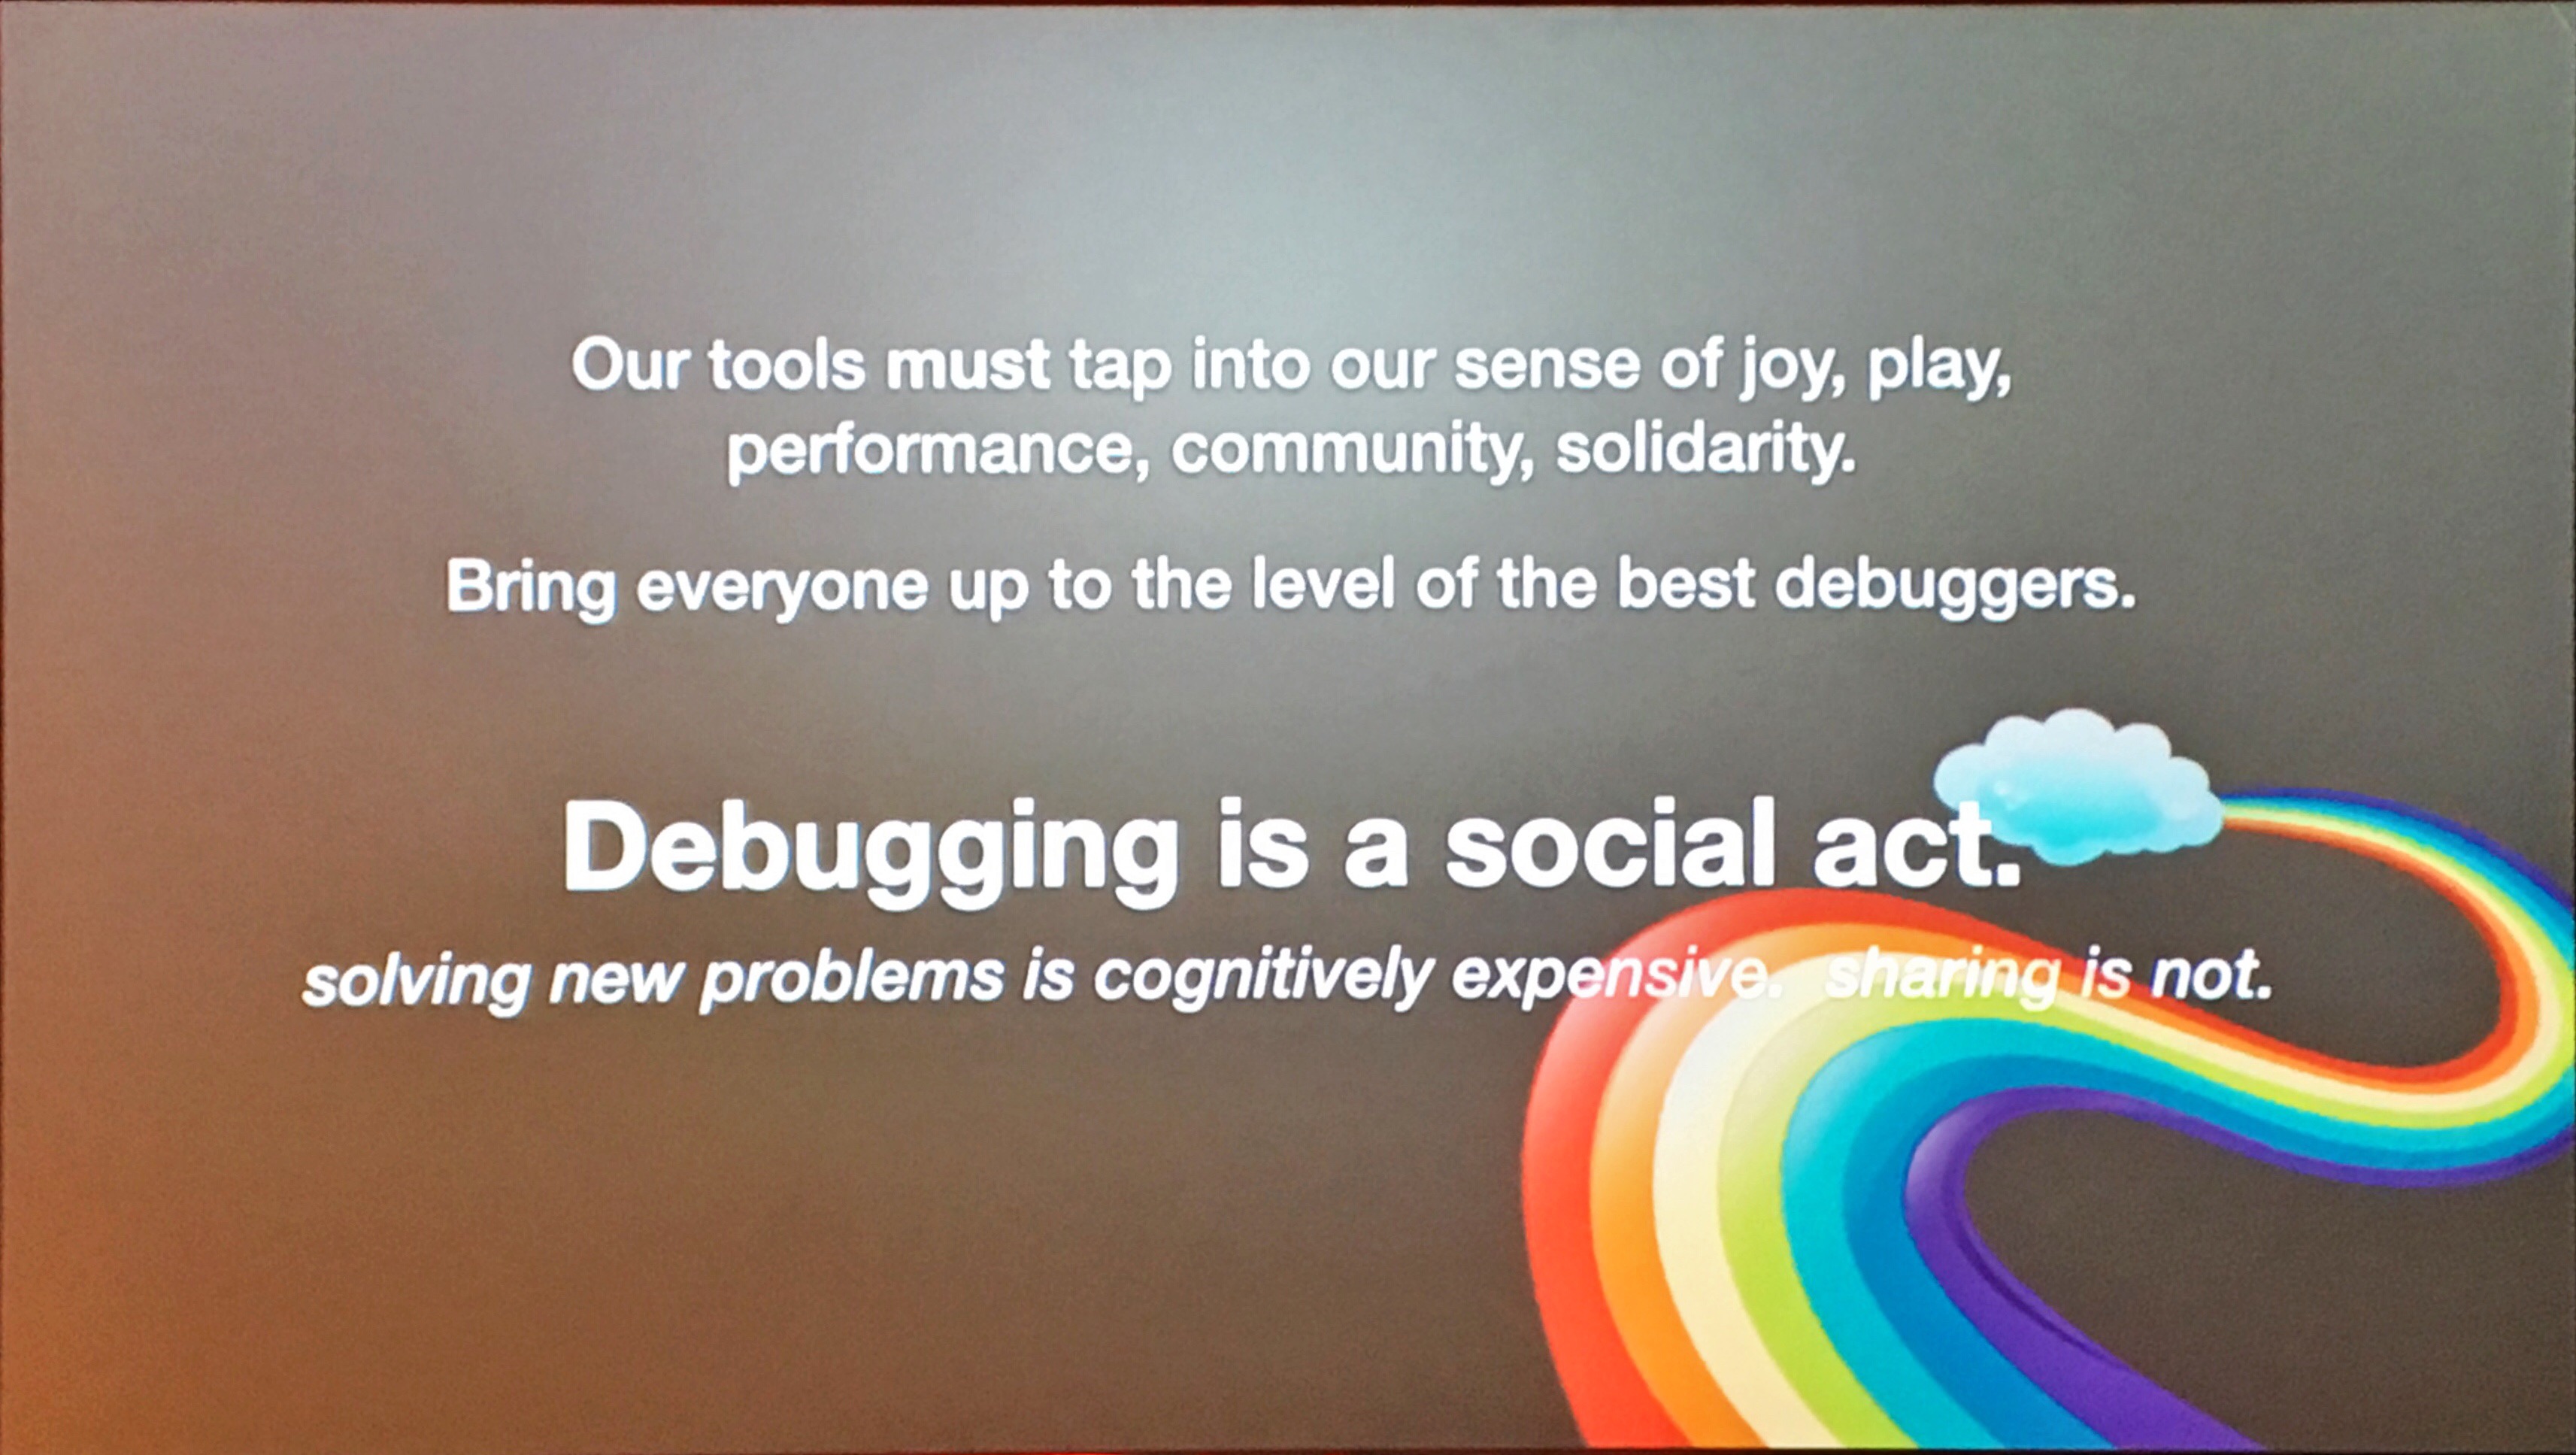 Our tools must tap into our sense of joy, play,
performance, community, solidarity.
Bring everyone up to the level of the best debuggers.
Debugging is a social act.
solving new problems is cognitively expensive.  sharing is not.